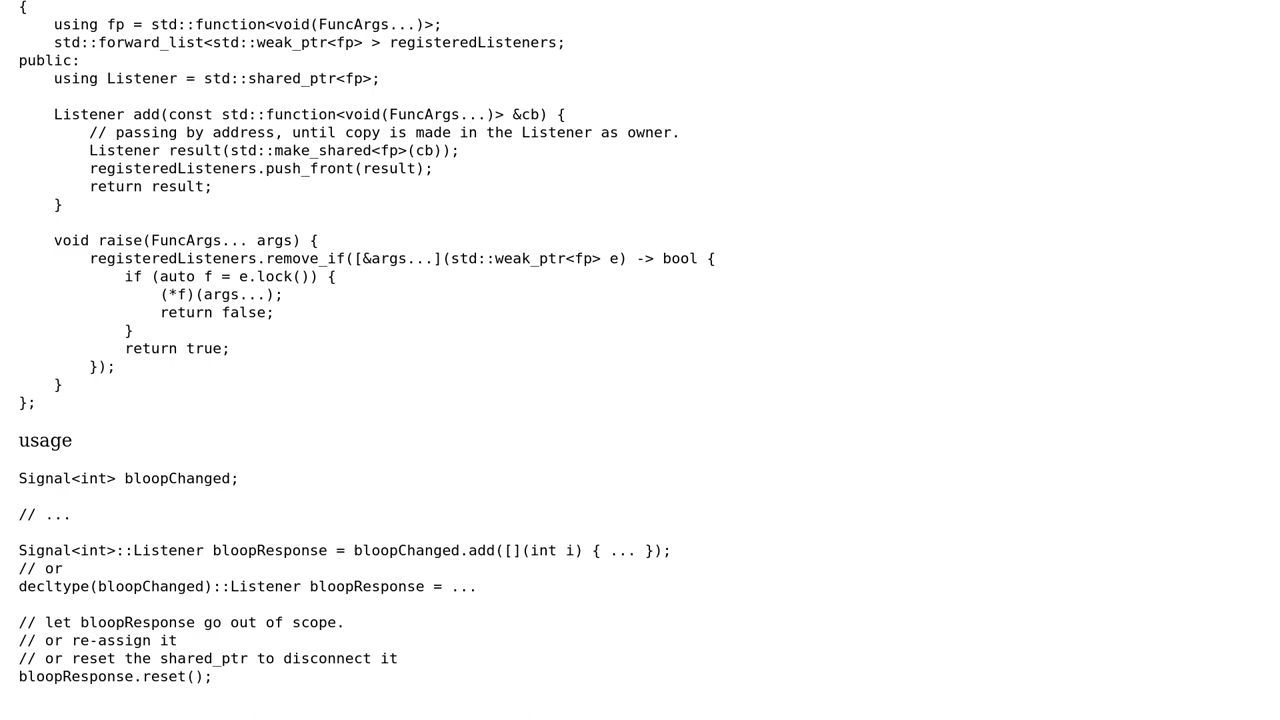 {
    using fp = std::function<void(FuncArgs...)>;
    std::forward_list<std::weak_ptr<fp> > registeredListeners;
public:
    using Listener = std::shared_ptr<fp>;

    Listener add(const std::function<void(FuncArgs...)> &cb) {
        // passing by address, until copy is made in the Listener as owner.
        Listener result(std::make_shared<fp>(cb));
        registeredListeners.push_front(result);
        return result;
    }

    void raise(FuncArgs... args) {
        registeredListeners.remove_if([&args...](std::weak_ptr<fp> e) -> bool {
            if (auto f = e.lock()) {
                (*f)(args...);
                return false;
            }
            return true;
        });
    }
};
usage
Signal<int> bloopChanged;

// ...

Signal<int>::Listener bloopResponse = bloopChanged.add([](int i) { ... });
// or
decltype(bloopChanged)::Listener bloopResponse = ...

// let bloopResponse go out of scope.
// or re-assign it
// or reset the shared_ptr to disconnect it
bloopResponse.reset();